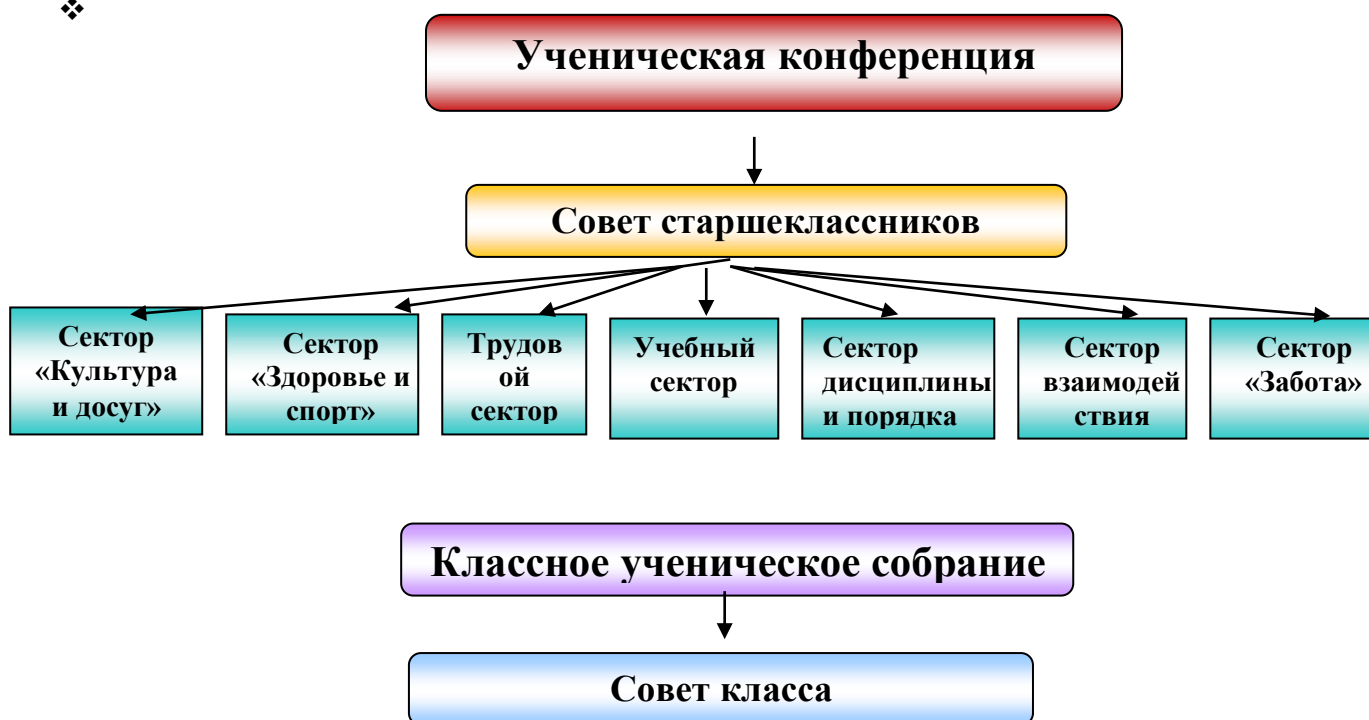 ❖
Ученическая конференция
Совет старшеклассников
Сектор
«Культура
и досуг»
Сектор
«Здоровье и
спорт»
Трудов
ой
сектор
Учебный
сектор
Сектор
дисциплины
и порядка
Сектор
взаимодей
ствия
Сектор
«Забота»
Классное ученическое собрание
Совет класса